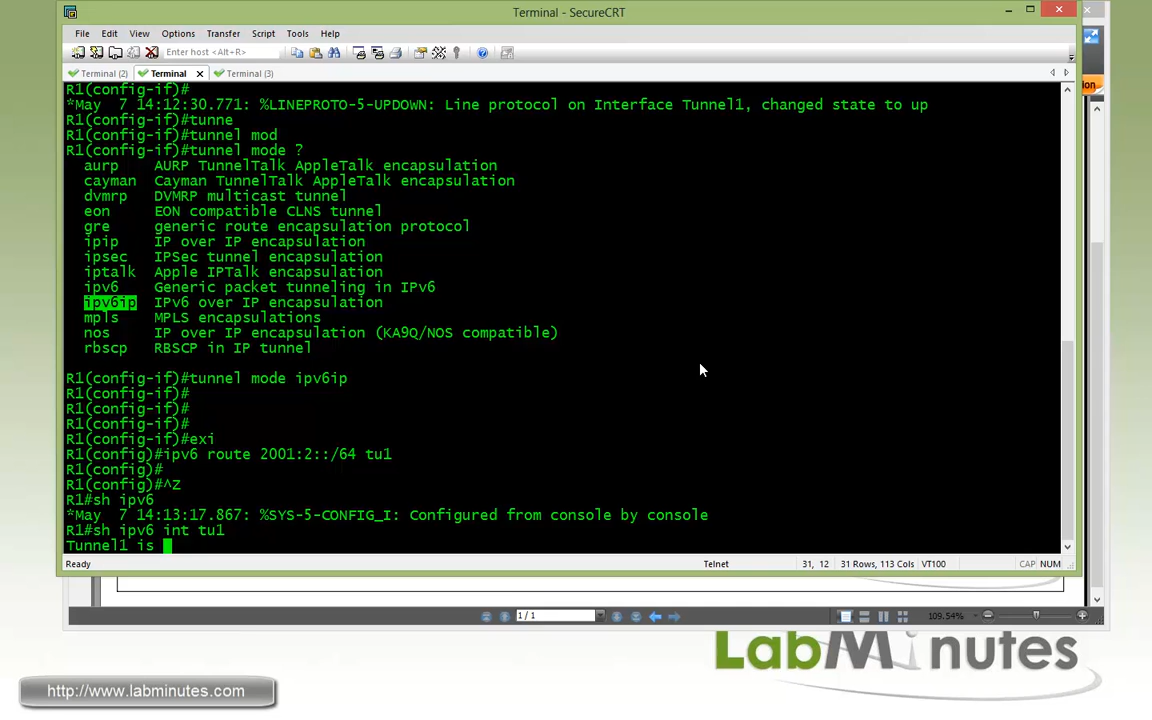 Terminal - SecureCRT
File Edit View Options Transfer Script Tools Help
Enter host <Alt+R>
Terminal (2) Terminal Terminal (3)
R1(config-if)#
*May  7 14:12:30.771: %LINEPROTO-5-UPDOWN: Line protocol on Interface Tunnel1, changed state to up
R1(config-if)#tunne
R1(config-if)#tunnel mod
R1(config-if)#tunnel mode ?
aurp AURP TunnelTalk AppleTalk encapsulation
cayman Cayman TunnelTalk AppleTalk encapsulation
dvmrp DVMRP multicast tunnel
eon EON compatible CLNS tunnel
gre generic route encapsulation protocol
ipip IP over IP encapsulation
ipsec IPSec tunnel encapsulation
iptalk Apple IPTalk encapsulation
ipv6 Generic packet tunneling in IPv6
ipv6ip IPv6 over IP encapsulation
mpls MPLS encapsulations
nos IP over IP encapsulation (KA9Q/NOS compatible)
rbscp RBSCP in IP tunnel
R1(config-if)#tunnel mode ipv6ip
R1(config-if)#
R1(config-if)#
R1(config-if)#
R1(config-if)#exi
R1(config)#ipv6 route 2001:2::/64 tu1
R1(config)#
R1(config)#^Z
R1#sh ipv6
*May  7 14:13:17.867: %SYS-5-CONFIG_I: Configured from console by console
R1#sh ipv6 int tu1
Tunnel1 is
Ready Telnet 31, 12 31 Rows, 113 Cols VT100 CAP NUM
1 / 1 109.54%
LabMinutes
http://www.labminutes.com